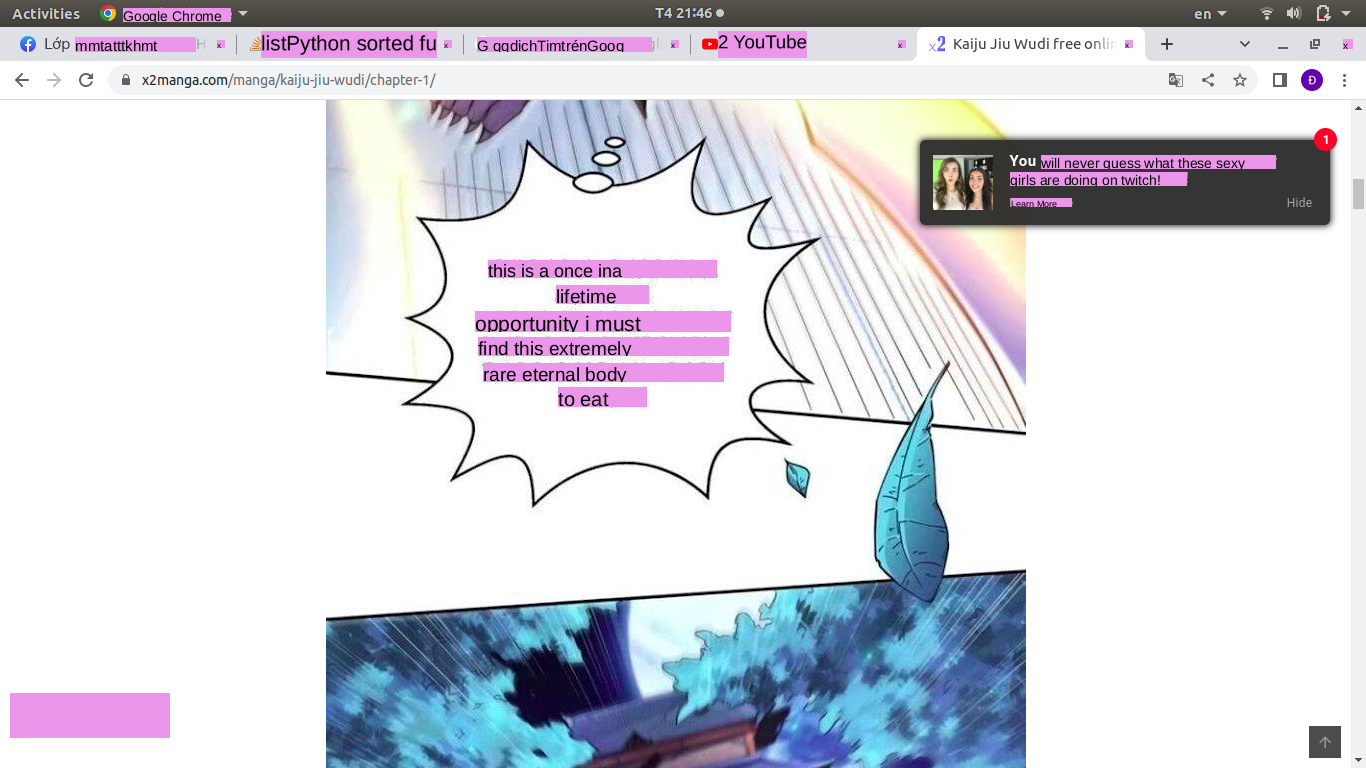 Activities Google Chrome T4 21:46 en
Lớp mmtatttkhmt listPython sorted fu G ggdichTimtrénGoog 2 YouTube x2 Kaiju Jiu Wudi free onlin
x2manga.com/manga/kaiju-jiu-wudi/chapter-1/ Đ
1
You will never guess what these sexy
girls are doing on twitch!
Learn More Hide
this is a once ina
lifetime
opportunity i must
find this extremely
rare eternal body
to eat